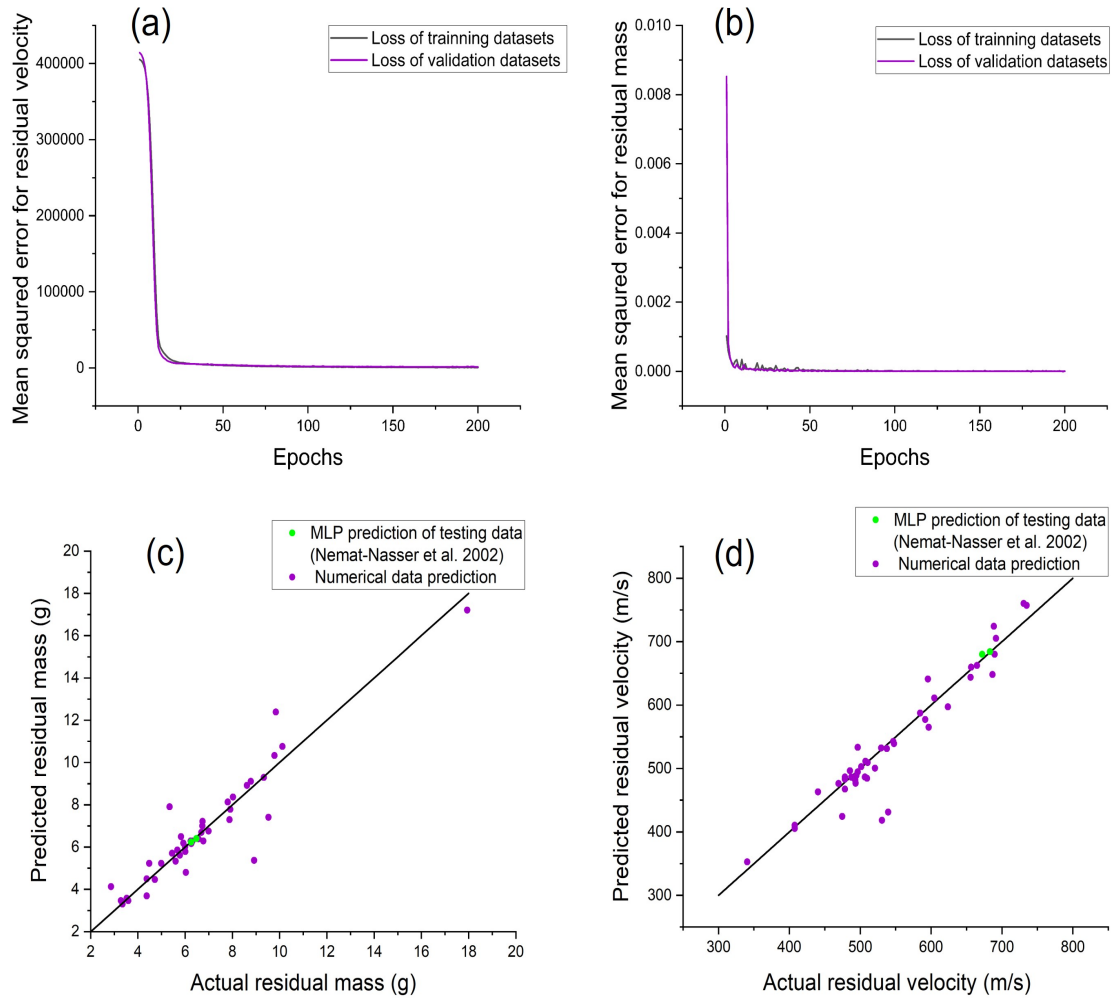 (a)
Loss of trainning datasets
Loss of validation datasets
Mean sqaured error for residual velocity
400000
300000
200000
100000
0
0 25 50 75 100 125 150 175 200
Epochs
(b)
Loss of trainning datasets
Loss of validation datasets
Mean sqaured error for residual mass
0.010
0.008
0.006
0.004
0.002
0.000
0 50 100 150 200
Epochs
(c)
MLP prediction of testing data
(Nemat-Nasser et al. 2002)
Numerical data prediction
Predicted residual mass (g)
20
18
16
14
12
10
8
6
4
2
2 4 6 8 10 12 14 16 18 20
Actual residual mass (g)
(d)
MLP prediction of testing data
(Nemat-Nasser et al. 2002)
Numerical data prediction
Predicted residual velocity (m/s)
800
700
600
500
400
300
300 400 500 600 700 800
Actual residual velocity (m/s)